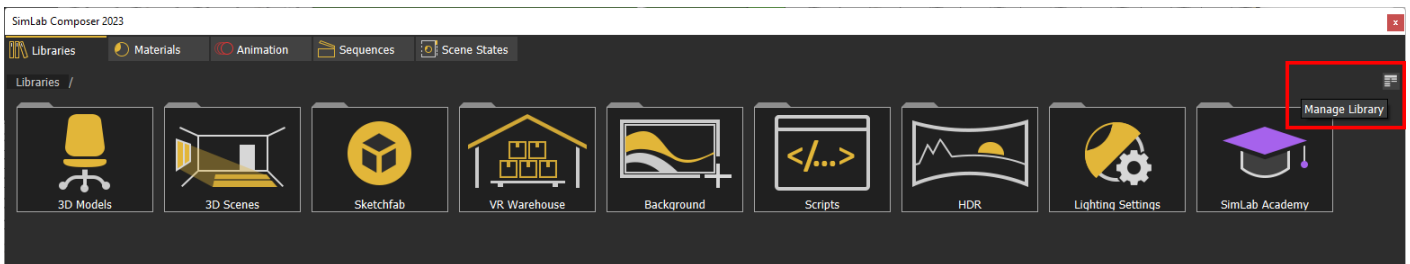 SimLab Composer 2023
x
Libraries Materials Animation Sequences Scene States
Libraries /
Manage Library
</...>
3D Models 3D Scenes Sketchfab VR Warehouse Background Scripts HDR Lighting Settings SimLab Academy